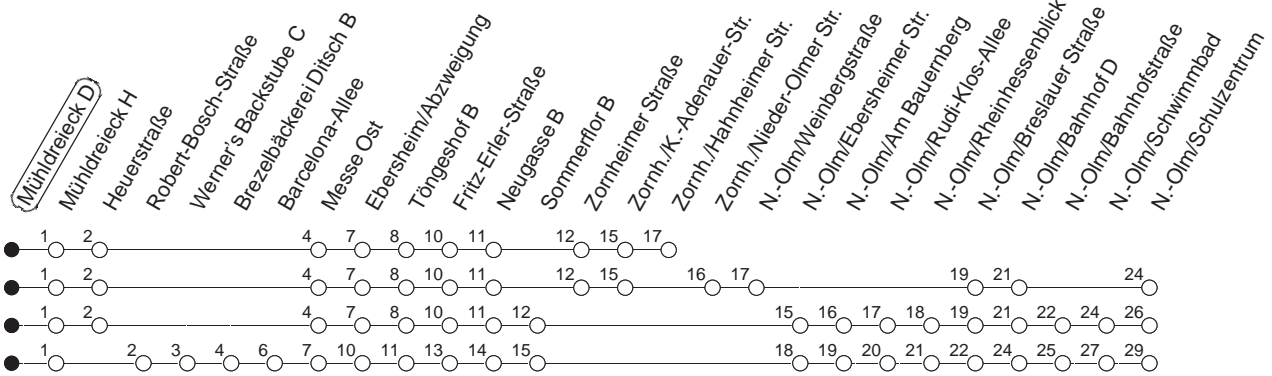 Mühldreieck D
Mühldreieck H
Heuerstraße
Robert-Bosch-Straße
Werner's Backstube C
Brezelbäckerei Ditsch B
Barcelona-Allee
Messe Ost
Ebersheim/Abzweigung
Töngeshof B
Fritz-Erler-Straße
Neugasse B
Sommerflor B
Zornheimer Straße
Zornh./K.-Adenauer-Str.
Zornh./Hahnheimer Str.
Zornh./Nieder-Olmer Str.
N.-Olm/Weinbergstraße
N.-Olm/Ebersheimer Str.
N.-Olm/Am Bauernberg
N.-Olm/Rudi-Klos-Allee
N.-Olm/Rheinhessenblick
N.-Olm/Breslauer Straße
N.-Olm/Bahnhof D
N.-Olm/Bahnhofstraße
N.-Olm/Schwimmbad
N.-Olm/Schulzentrum
1 2 4 7 8 10 11 12 15 17
1 2 4 7 8 10 11 12 15 16 17 19 21 24
1 2 4 7 8 10 11 12 15 16 17 18 19 21 22 24 26
1 2 3 4 6 7 10 11 13 14 15 18 19 20 21 22 24 25 27 29